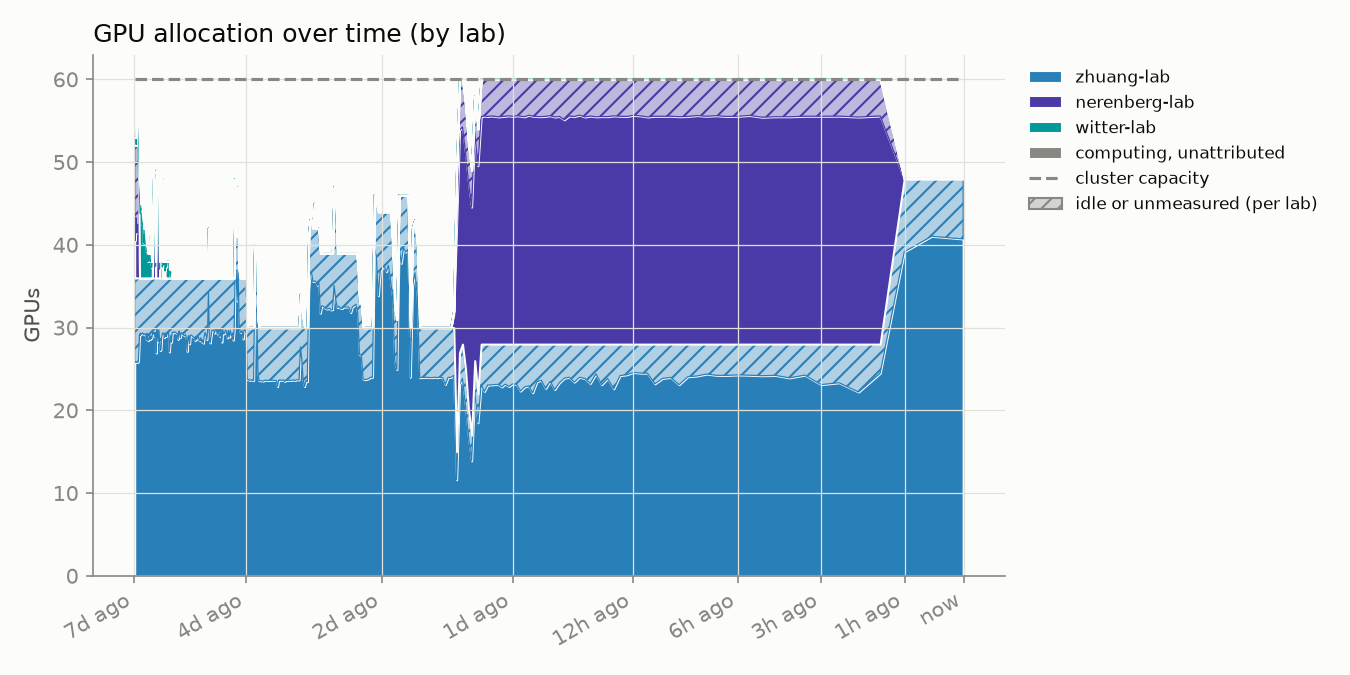 GPU allocation over time (by lab)
GPUs
60
50
40
30
20
10
0
7d ago
4d ago
2d ago
1d ago
12h ago
6h ago
3h ago
1h ago
now
zhuang-lab
nerenberg-lab
witter-lab
computing, unattributed
cluster capacity
idle or unmeasured (per lab)